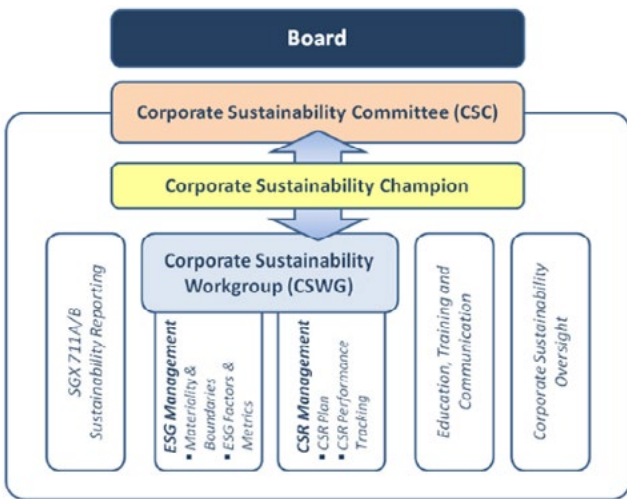 Board
Corporate Sustainability Committee (CSC)
Corporate Sustainability Champion
Corporate Sustainability
Workgroup (CSWG)
SGX 711A/B
Sustainability Reporting
ESG Management
▪ Materiality &
Boundaries
▪ ESG Factors &
Metrics
CSR Management
▪ CSR Plan
▪ CSR Performance
Tracking
Education, Training and
Communication
Corporate Sustainability
Oversight